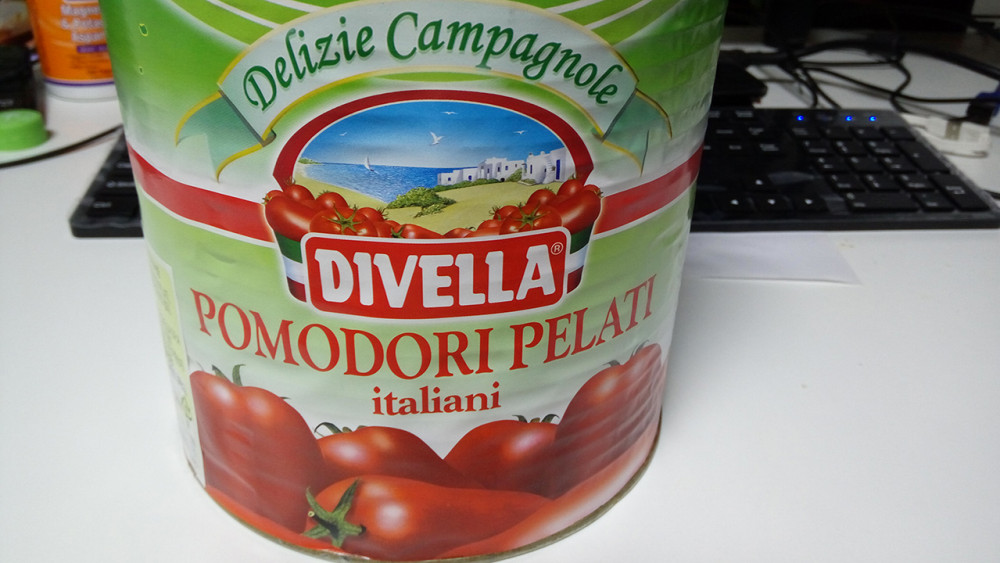 Delizie Campagnole
DIVELLA®
POMODORI PELATI
italiani